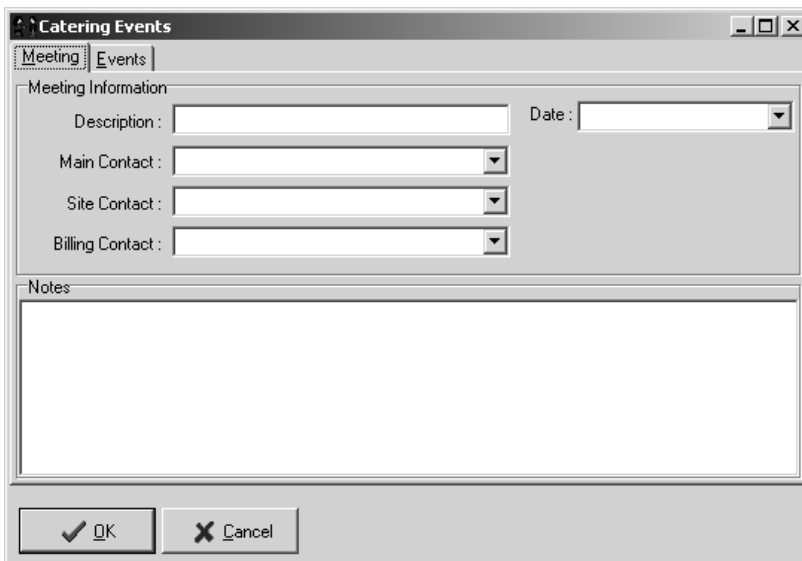 Catering Events
Meeting Events
Meeting Information
Description : Date :
Main Contact :
Site Contact :
Billing Contact :
Notes
OK Cancel